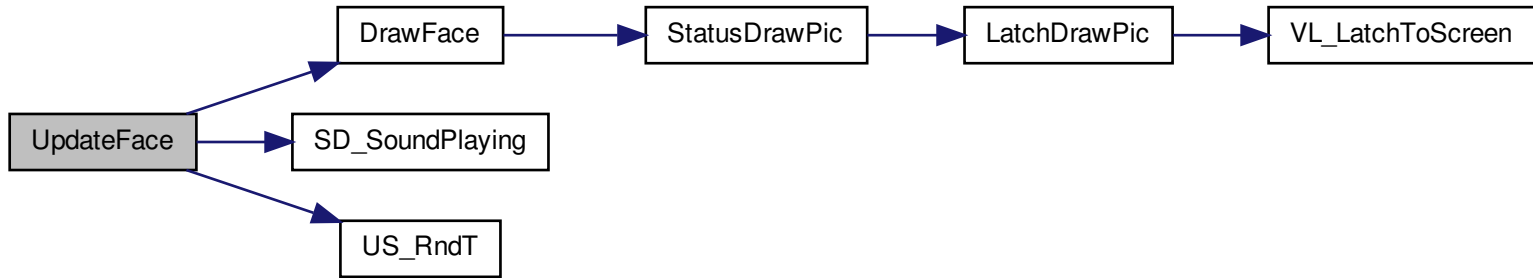 DrawFace
StatusDrawPic
LatchDrawPic
VL_LatchToScreen
UpdateFace
SD_SoundPlaying
US_RndT